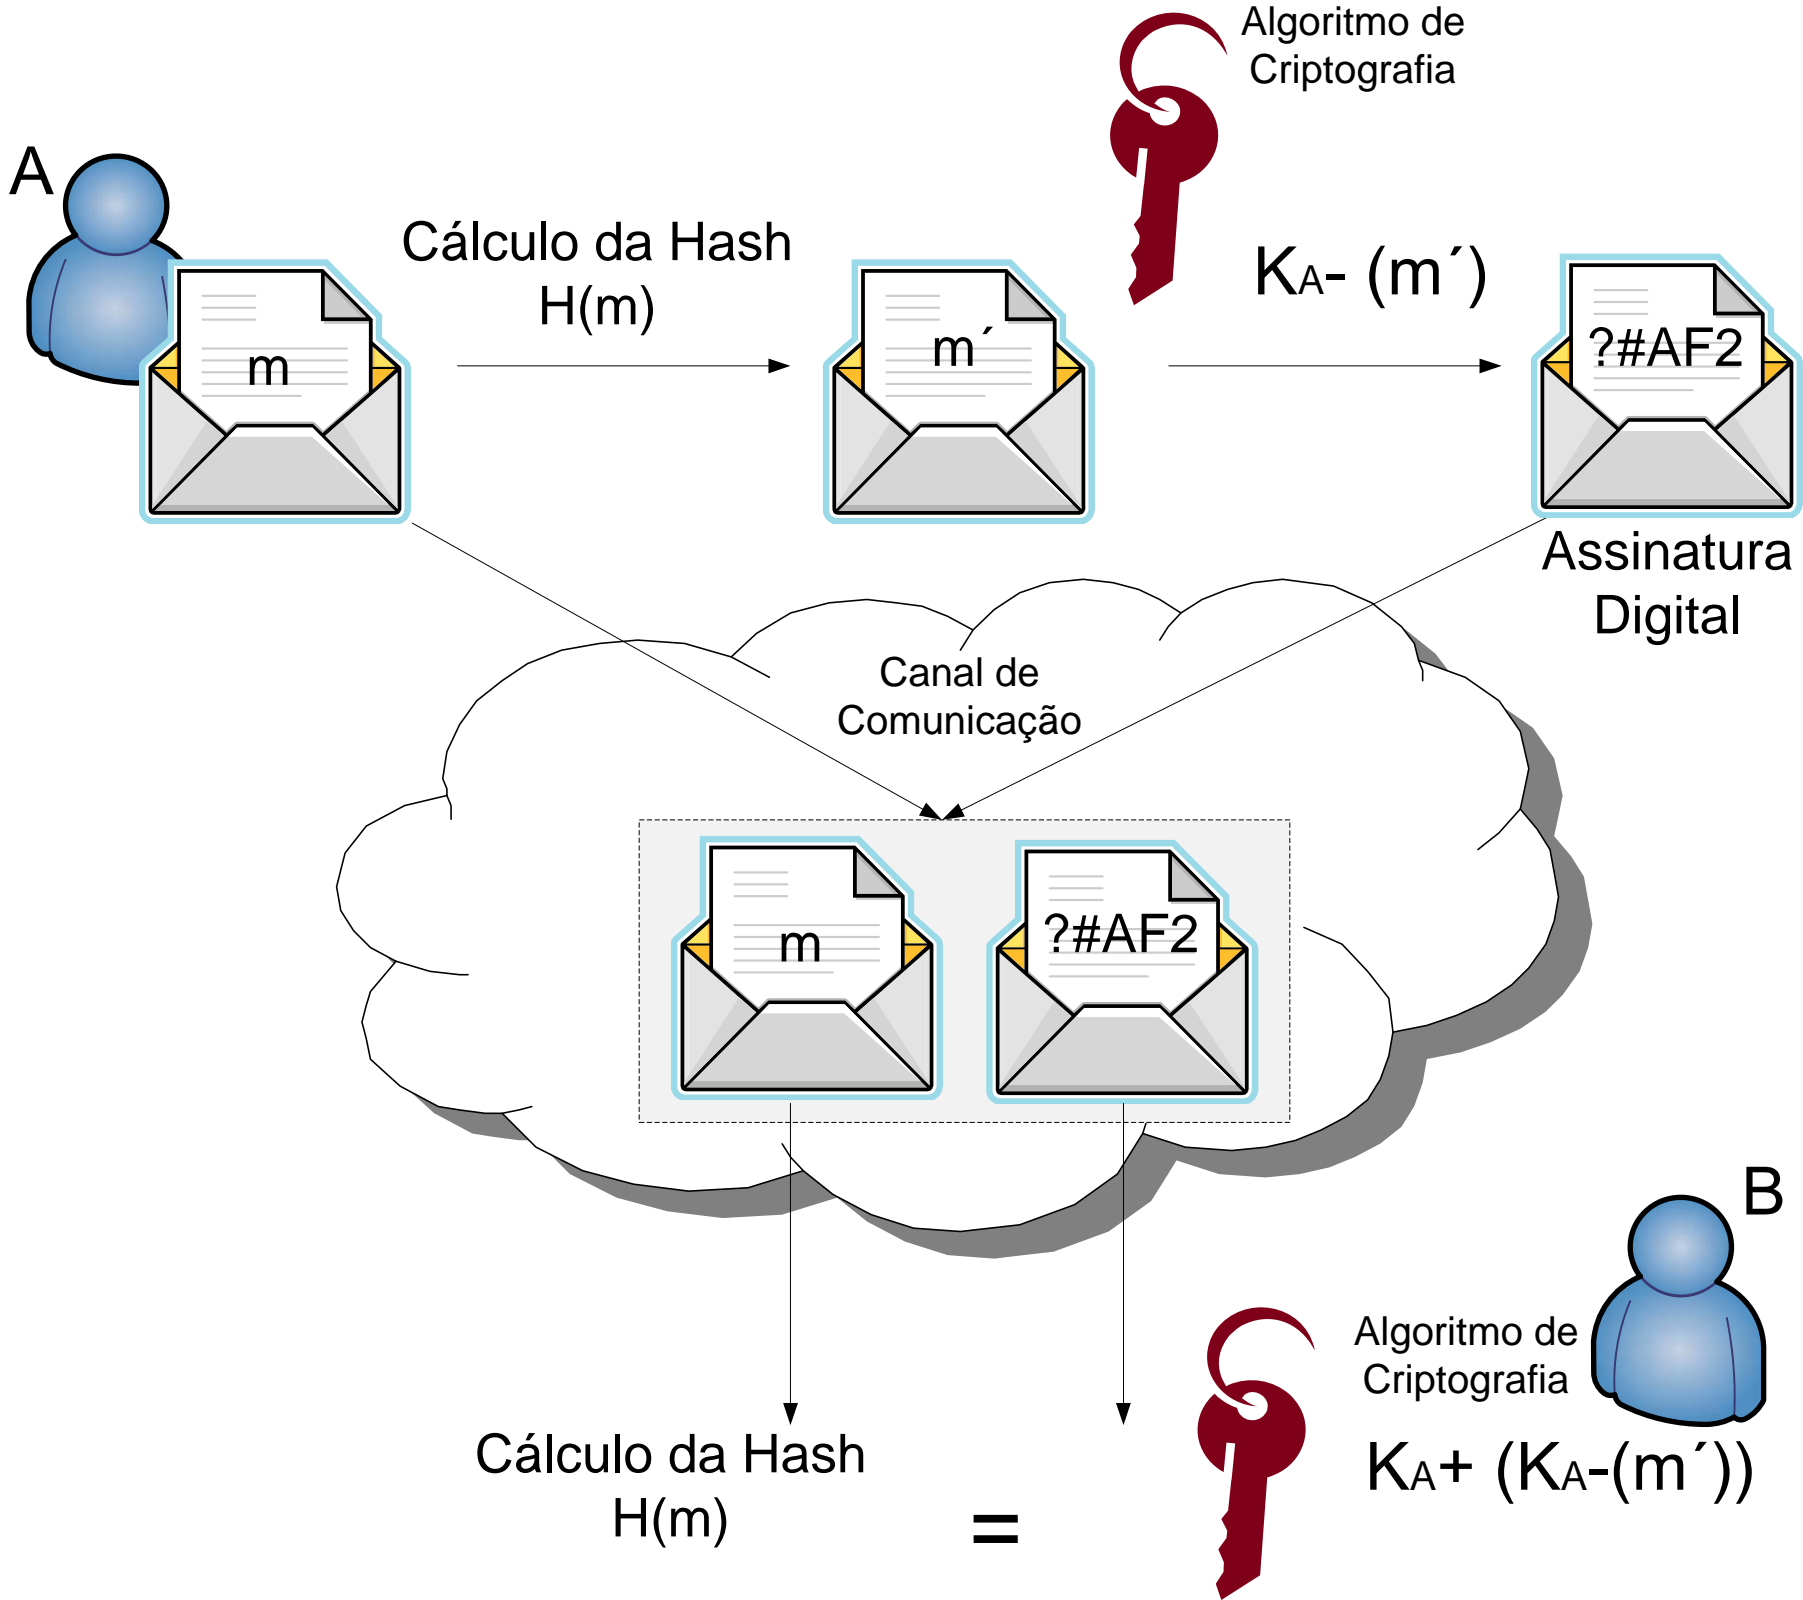 Algoritmo de
Criptografia
A
Cálculo da Hash
H(m)
KA- (m´)
m
m´
?#AF2
Assinatura
Digital
Canal de
Comunicação
m
?#AF2
B
Algoritmo de
Criptografia
Cálculo da Hash
H(m)
=
KA+ (KA-(m´))